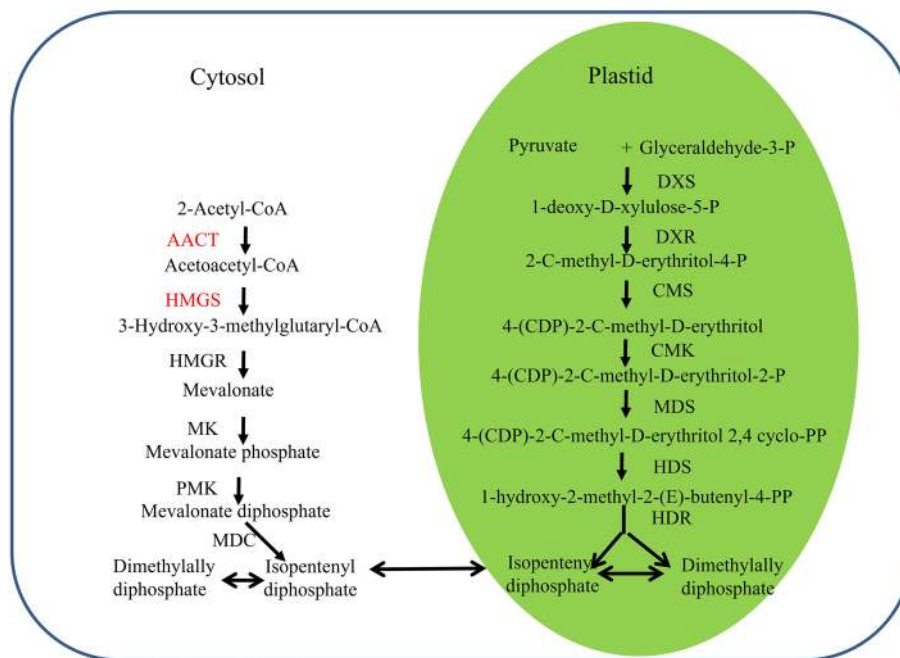 Cytosol
2-Acetyl-CoA
AACT
Acetoacetyl-CoA
HMGS
3-Hydroxy-3-methylglutaryl-CoA
HMGR
Mevalonate
MK
Mevalonate phosphate
PMK
Mevalonate diphosphate
MDC
Dimethylally
diphosphate
Isopentenyl
diphosphate
Plastid
Pyruvate + Glyceraldehyde-3-P
DXS
1-deoxy-D-xylulose-5-P
DXR
2-C-methyl-D-erythritol-4-P
CMS
4-(CDP)-2-C-methyl-D-erythritol
CMK
4-(CDP)-2-C-methyl-D-erythritol-2-P
MDS
4-(CDP)-2-C-methyl-D-erythritol 2,4 cyclo-PP
HDS
1-hydroxy-2-methyl-2-(E)-butenyl-4-PP
HDR
Isopentenyl
diphosphate
Dimethylally
diphosphate